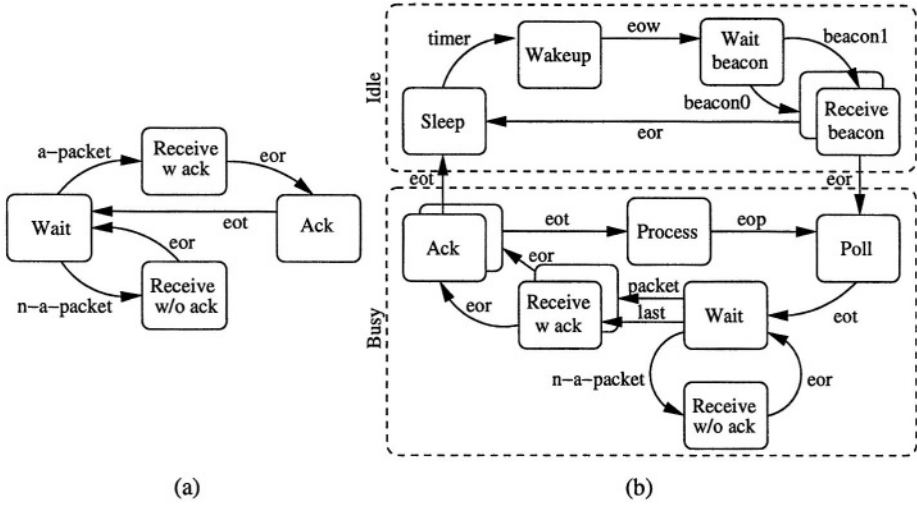 a-packet
Receive
w ack
eor
Wait
eot
Ack
eor
n-a-packet
Receive
w/o ack
(a)
Idle
timer
Wakeup
eow
Wait
beacon
beacon1
beacon0
Sleep
eor
Receive
beacon
eot
eor
Busy
Ack
eot
Process
eop
Poll
eor
eor
Receive
w ack
packet
last
Wait
eot
n-a-packet
Receive
w/o ack
eor
(b)